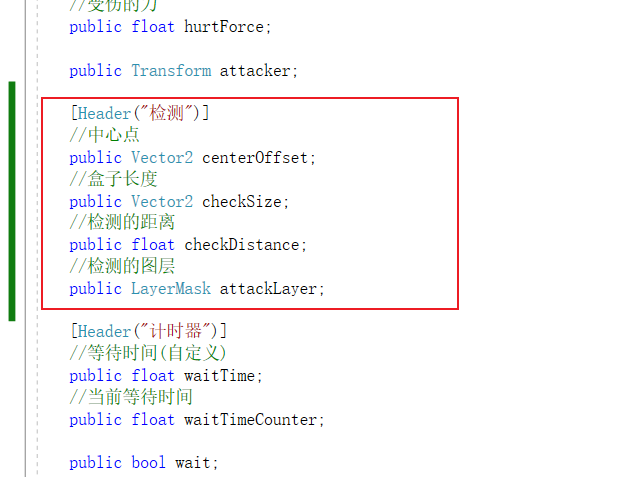 //受伤的力
public float hurtForce;
public Transform attacker;
[Header("检测")]
//中心点
public Vector2 centerOffset;
//盒子长度
public Vector2 checkSize;
//检测的距离
public float checkDistance;
//检测的图层
public LayerMask attackLayer;
[Header("计时器")]
//等待时间(自定义)
public float waitTime;
//当前等待时间
public float waitTimeCounter;
public bool wait;